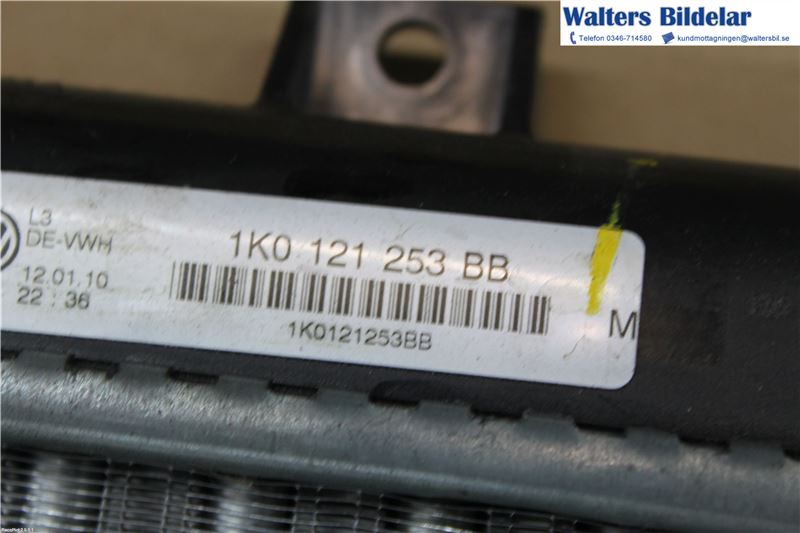 Walters Bildelar
Telefon 0346-714580 kundmottagningen@waltersbil.se
L3
DE-VWH
12.01.10
22:36
1K0 121 253 BB
1K0121253BB
M